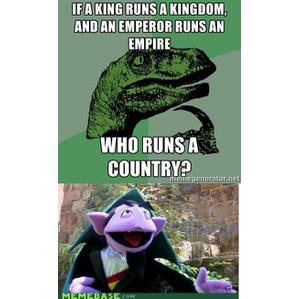 IF A KING RUNS A KINGDOM,
AND AN EMPEROR RUNS AN
EMPIRE
WHO RUNS A
COUNTRY?
memegenerator.net
MEMEBASE.COM